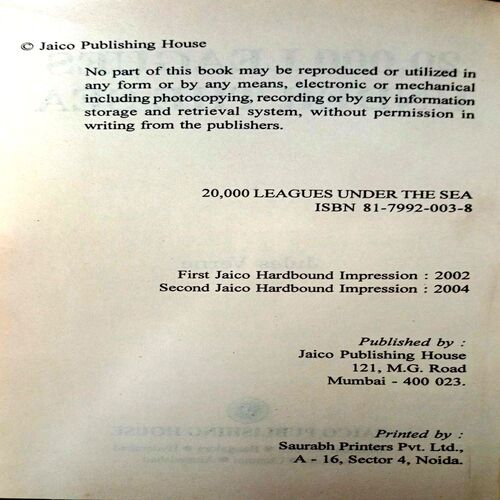 © Jaico Publishing House
No part of this book may be reproduced or utilized in
any form or by any means, electronic or mechanical
including photocopying, recording or by any information
storage and retrieval system, without permission in
writing from the publishers.
20,000 LEAGUES UNDER THE SEA
ISBN 81-7992-003-8
First Jaico Hardbound Impression : 2002
Second Jaico Hardbound Impression : 2004
Published by :
Jaico Publishing House
121, M.G. Road
Mumbai - 400 023.
Printed by :
Saurabh Printers Pvt. Ltd.,
A - 16, Sector 4, Noida.